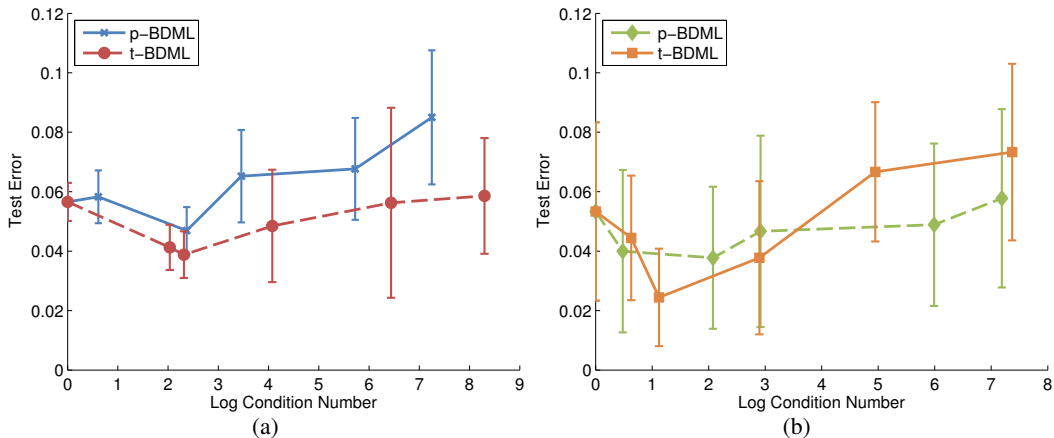 0.12
0.1
0.08
0.06
0.04
0.02
0
Test Error
p−BDML
t−BDML
0 1 2 3 4 5 6 7 8 9
Log Condition Number
(a)
0.12
0.1
0.08
0.06
0.04
0.02
0
Test Error
p−BDML
t−BDML
0 1 2 3 4 5 6 7 8
Log Condition Number
(b)